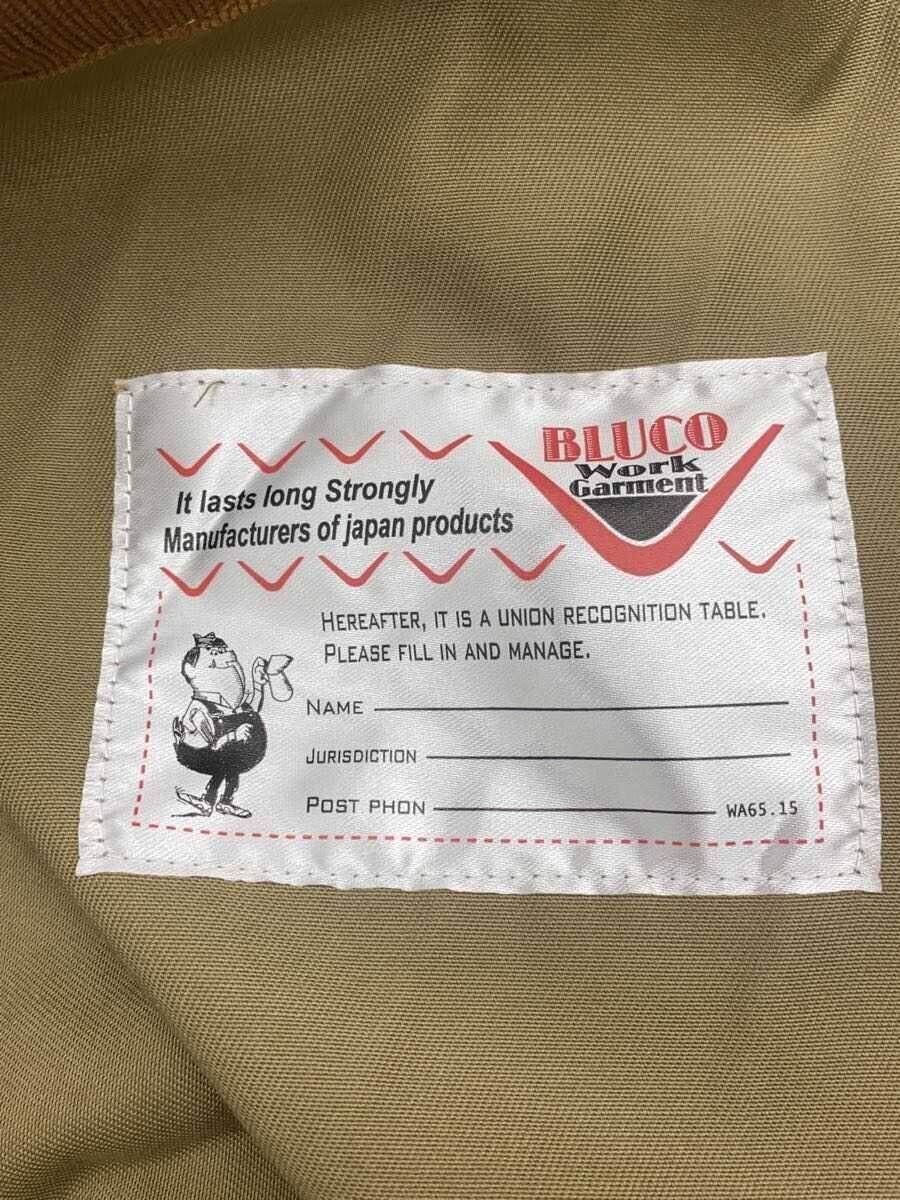 BLUCO
Work
Garment
It lasts long Strongly
Manufacturers of japan products
HEREAFTER, IT IS A UNION RECOGNITION TABLE.
PLEASE FILL IN AND MANAGE.
NAME
JURISDICTION
POST PHON
WA65.15